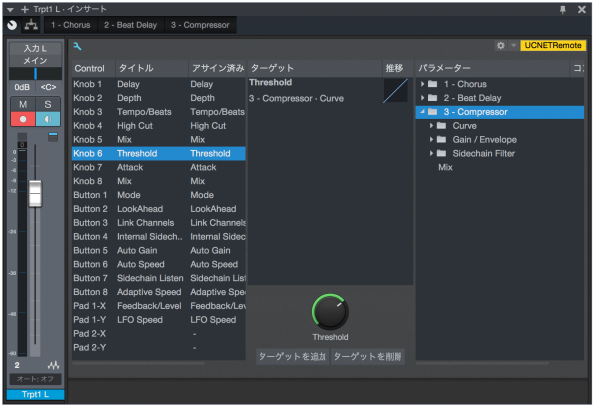 Trpt1 L - インサート
1 - Chorus 2 - Beat Delay 3 - Compressor
入力 L
メイン
0dB <C>
M S
UCNETRemote
Control タイトル アサイン済み ターゲット 推移 パラメーター
Knob 1 Delay Delay
Knob 2 Depth Depth
Knob 3 Tempo/Beats Tempo/Beats
Knob 4 High Cut High Cut
Knob 5 Mix Mix
Knob 6 Threshold Threshold
Knob 7 Attack Attack
Knob 8 Mix Mix
Button 1 Mode Mode
Button 2 LookAhead LookAhead
Button 3 Link Channels Link Channels
Button 4 Internal Sidech.. Internal Sidec
Button 5 Auto Gain Auto Gain
Button 6 Auto Speed Auto Speed
Button 7 Sidechain Listen Sidechain List
Button 8 Adaptive Speed Adaptive Spee
Pad 1-X Feedback/Level Feedback/Lev
Pad 1-Y LFO Speed LFO Speed
Pad 2-X -
Pad 2-Y -
Threshold
3 - Compressor - Curve
Threshold
ターゲットを追加 ターゲットを削除
1 - Chorus
2 - Beat Delay
3 - Compressor
Curve
Gain / Envelope
Sidechain Filter
Mix
2
オート: オフ
Trpt1 L